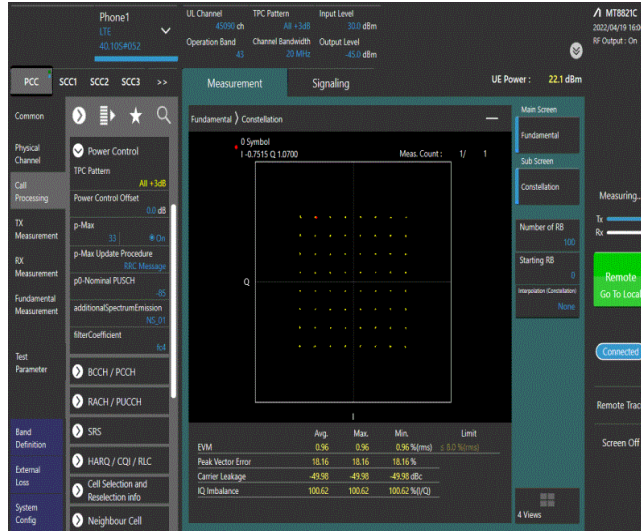 Phone1
LTE
40.105#052
UL Channel
45090 ch
TPC Pattern
All +3dB
Input Level
30.0 dBm
Operation Band
45
Channel Bandwidth
20 MHz
Output Level
-45.0 dBm
MT8821C
2022/04/19 16:0
RF Output : On
PCC SCC1 SCC2 SCC3 >>
Measurement Signaling
UE Power : 22.1 dBm
Common
Physical
Channel
Call
Processing
TX
Measurement
RX
Measurement
Fundamental
Measurement
Test
Parameter
Band
Definition
External
Loss
System
Config
Power Control
TPC Pattern
All +3dB
Power Control Offset
0.0 dB
p-Max
33 On
p-Max Update Procedure
RRC Message
p0-Nominal PUSCH
-85
additionalSpectrumEmission
NS_01
filterCoefficient
fc4
BCCH / PCCH
RACH / PUCCH
SRS
HARQ / CQI / RLC
Cell Selection and
Reselection info
Neighbour Cell
Fundamental Constellation
0 Symbol
I -0.7515 Q 1.0700
Meas. Count : 1/ 1
Q
I
Avg. Max. Min. Limit
EVM 0.96 0.96 0.96 %(rms) ≤ 8.0 %(rms)
Peak Vector Error 18.16 18.16 18.16 %
Carrier Leakage -49.98 -49.98 -49.98 dBc
IQ Imbalance 100.62 100.62 100.62 %(I/Q)
Main Screen
Fundamental
Sub Screen
Constellation
Number of RB
100
Starting RB
0
Interpolation (Constellation)
None
4 Views
Measuring..
Tx
Rx
Remote
Go To Local
Connected
Remote Trac
Screen Off